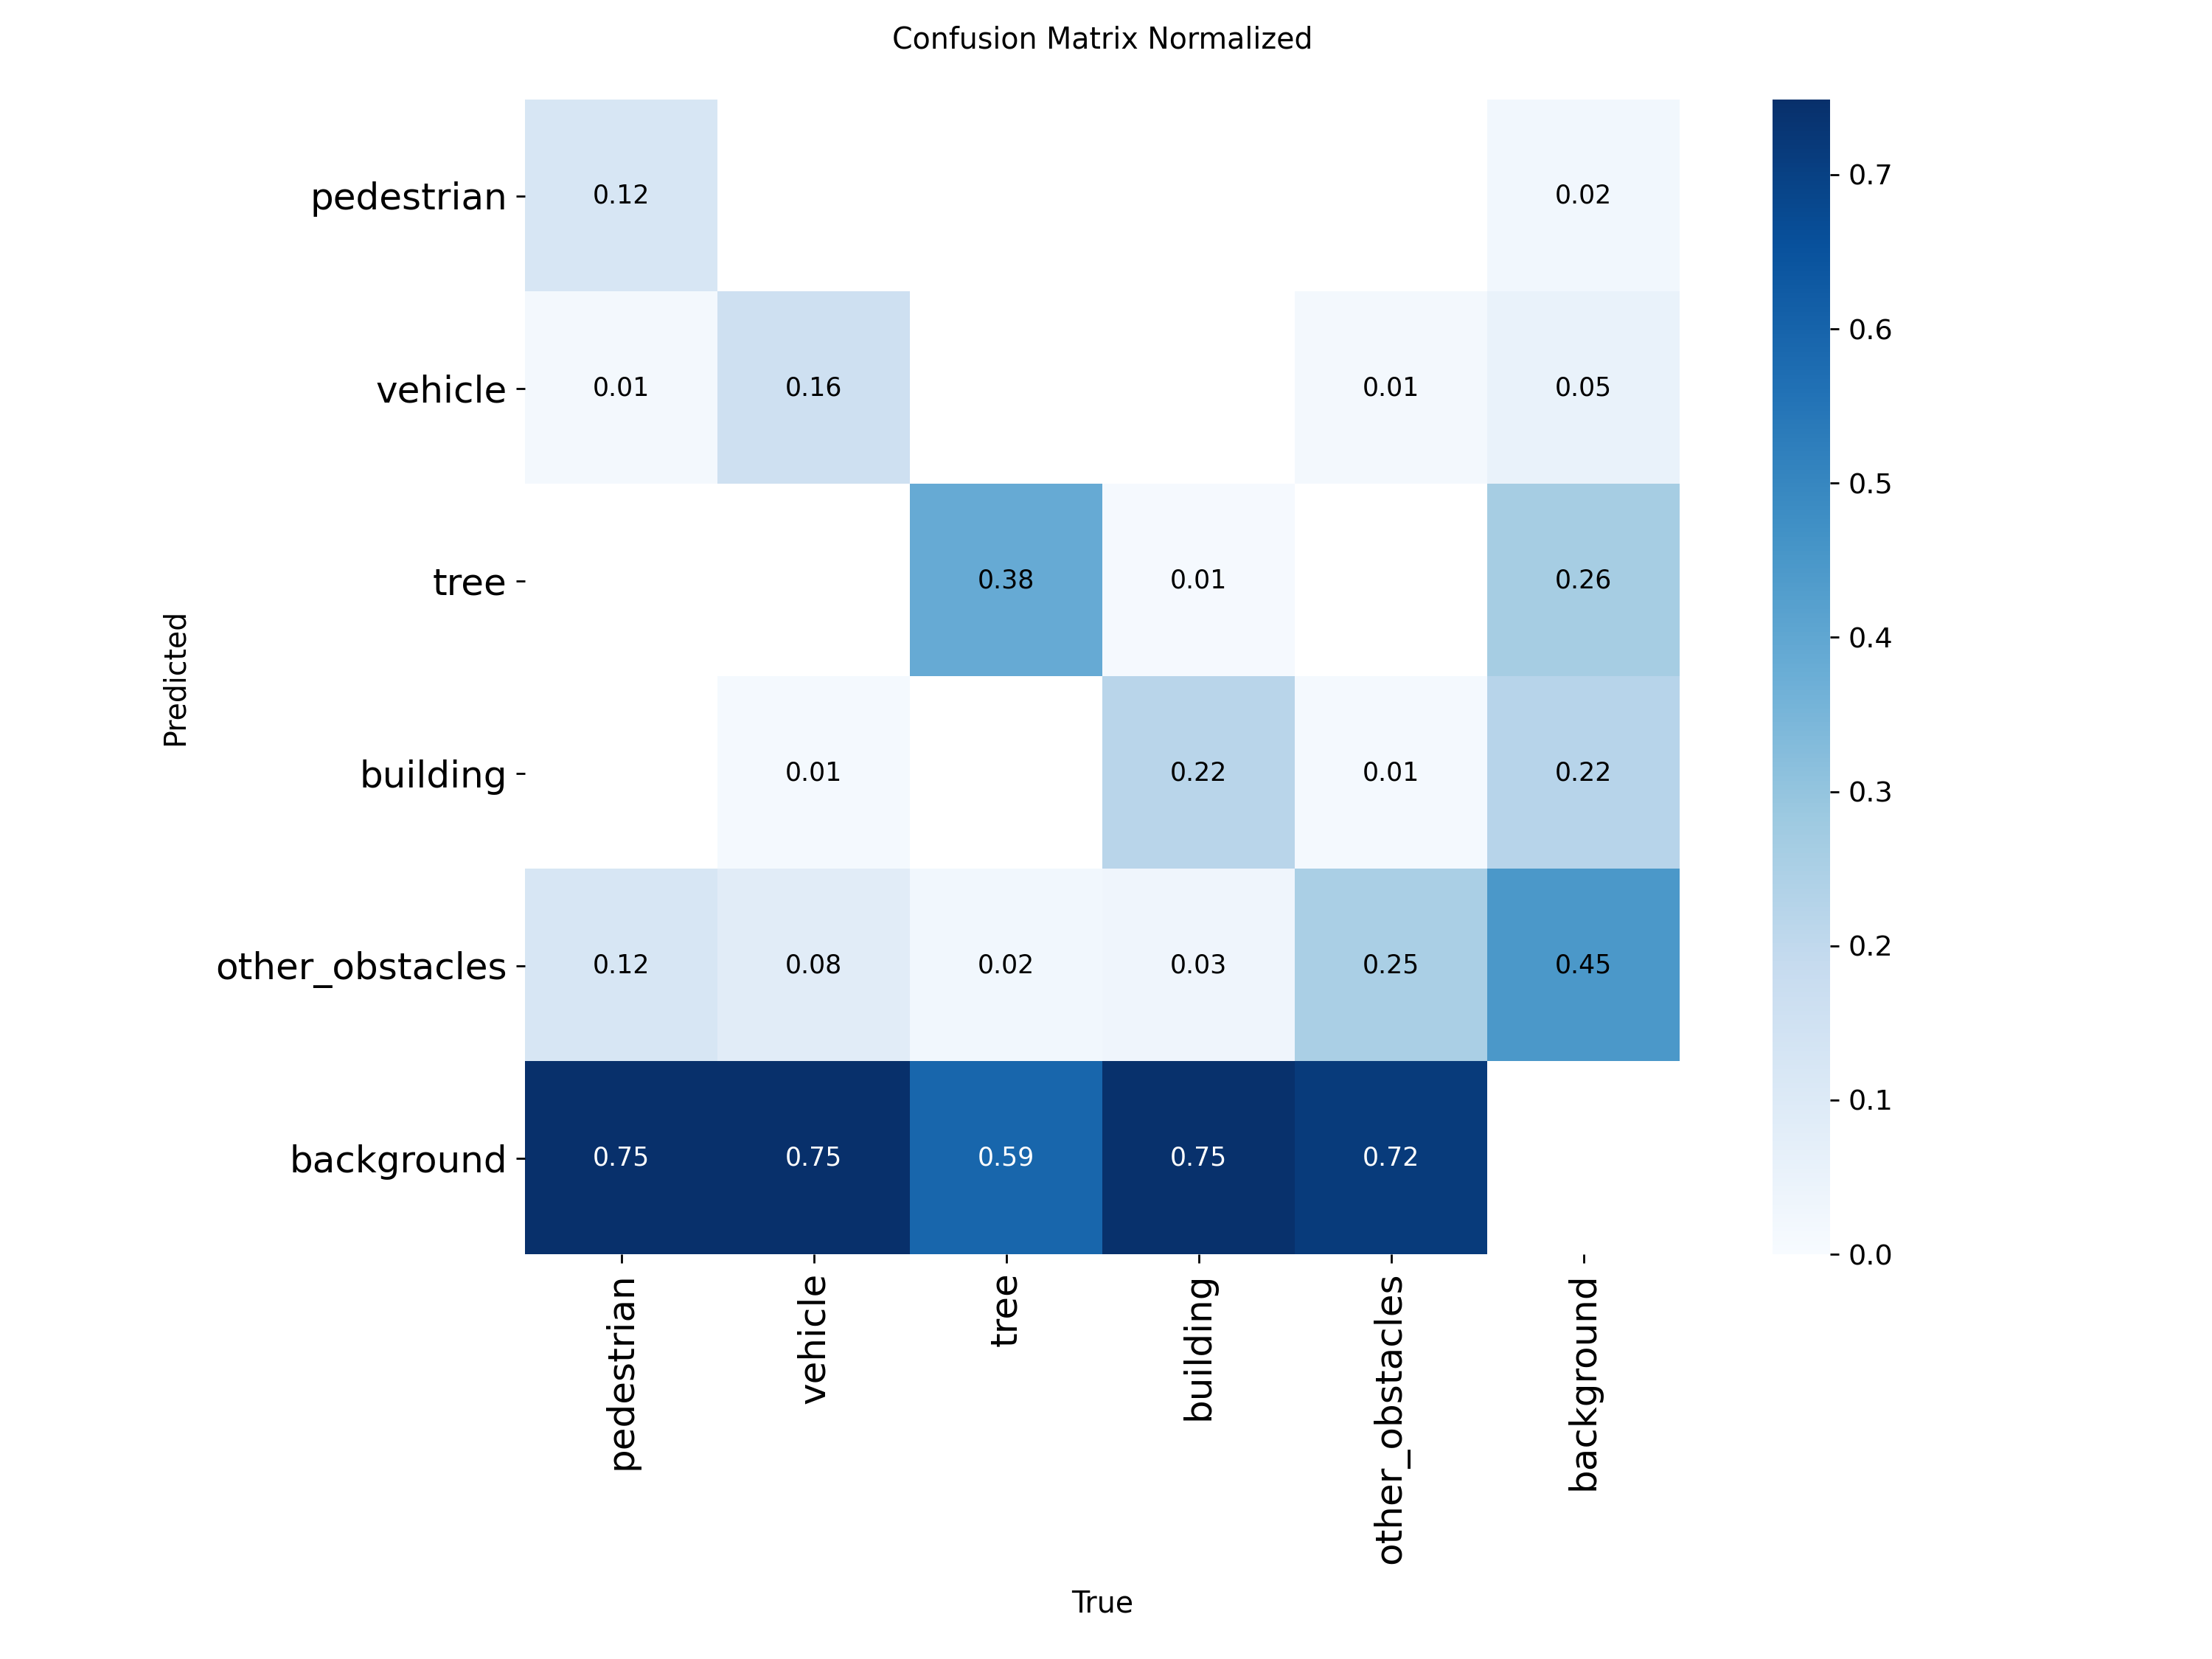 Confusion Matrix Normalized
pedestrian 0.12 0.02 0.7
vehicle 0.01 0.16 0.01 0.05 0.6
0.5
tree 0.38 0.01 0.26 0.4
Predicted
building 0.01 0.22 0.01 0.22 0.3
0.2
other_obstacles 0.12 0.08 0.02 0.03 0.25 0.45
0.1
background 0.75 0.75 0.59 0.75 0.72
0.0
pedestrian vehicle tree building other_obstacles background
True